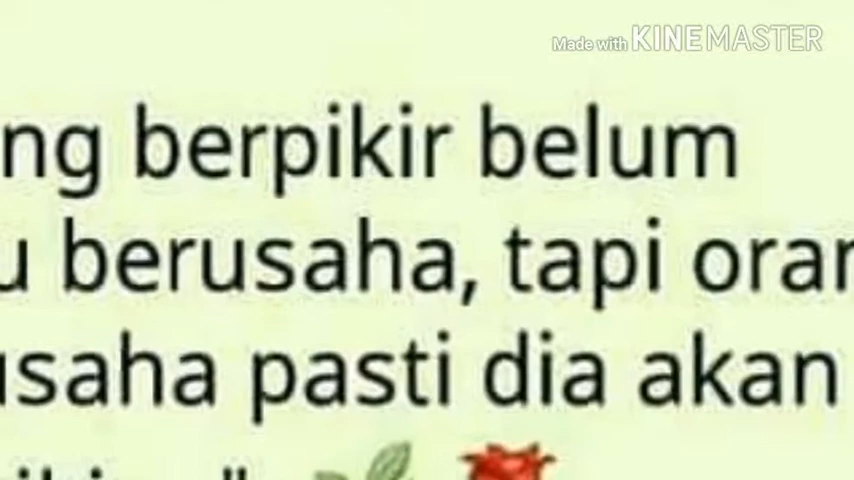 Made with KINEMASTER
ng berpikir belum
u berusaha, tapi oran
usaha pasti dia akan